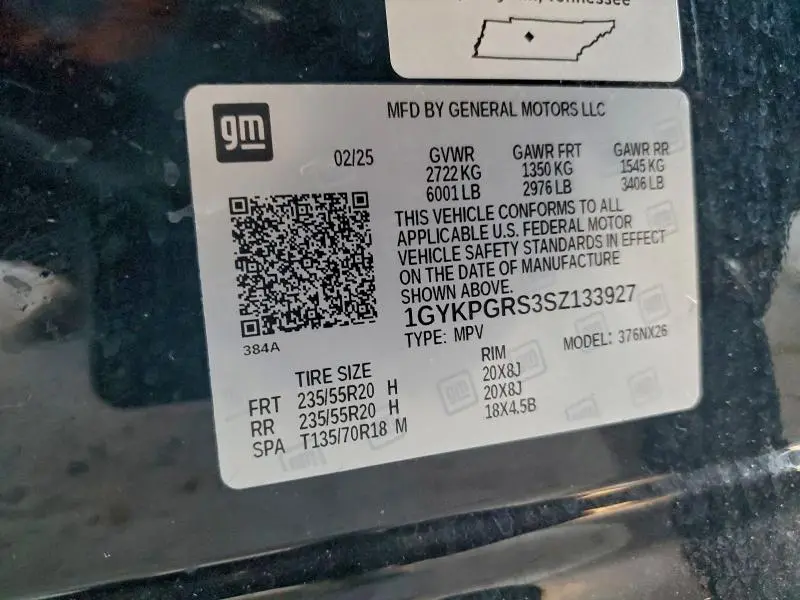 Tennessee
gm
MFD BY GENERAL MOTORS LLC
02/25
GVWR GAWR FRT GAWR RR
2722 KG 1350 KG 1545 KG
6001 LB 2976 LB 3406 LB
THIS VEHICLE CONFORMS TO ALL
APPLICABLE U.S. FEDERAL MOTOR
VEHICLE SAFETY STANDARDS IN EFFECT
ON THE DATE OF MANUFACTURE
SHOWN ABOVE.
1GYKPGRS3SZ133927
384A
TYPE: MPV MODEL: 376NX26
TIRE SIZE RIM
FRT 235/55R20 H 20X8J
RR 235/55R20 H 20X8J
SPA T135/70R18 M 18X4.5B